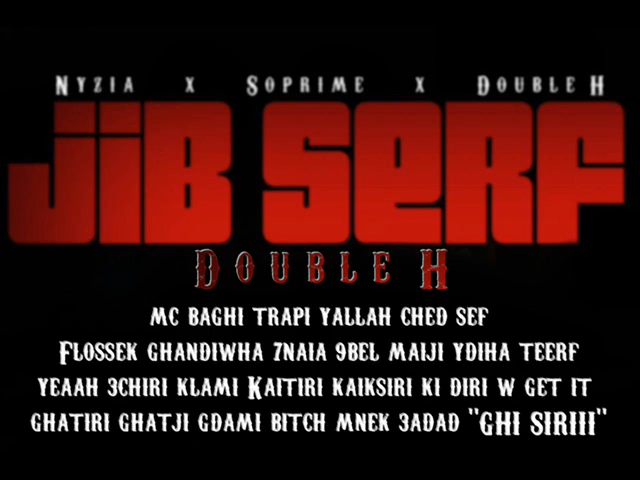 Nyzia x Soprime x Double H
JiB SeRF
Double H
mc baghi trapi yallah ched sef
Flossek ghandiwha 7naia 9bel maiji ydiha teerf
yeaah 3chiri klami Kaitiri kaiksiri ki diri w get it
ghatiri ghatji gdami bitch mnek 3adad "GHI SIRIII"